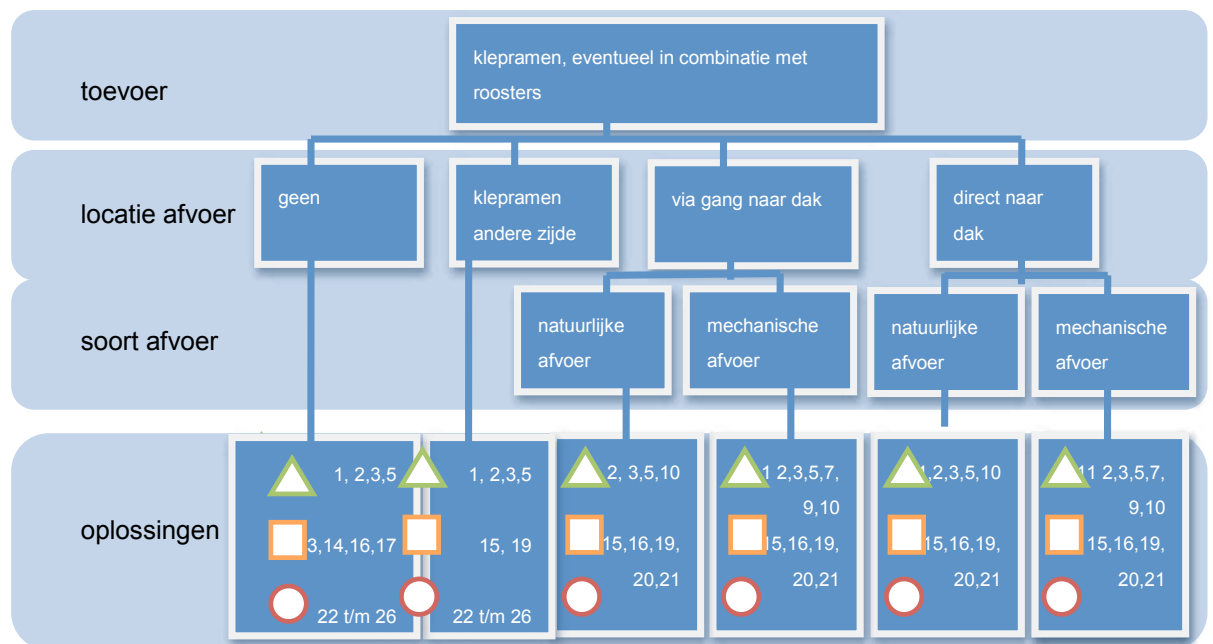 toevoer
klepramen, eventueel in combinatie met
roosters
locatie afvoer
geen
klepramen
andere zijde
via gang naar dak
direct naar
dak
soort afvoer
natuurlijke
afvoer
mechanische
afvoer
natuurlijke
afvoer
mechanische
afvoer
oplossingen
1, 2,3,5
3,14,16,17
22 t/m 26
1, 2,3,5
15, 19
22 t/m 26
2, 3,5,10
15,16,19,
20,21
1 2,3,5,7,
9,10
15,16,19,
20,21
1,2,3,5,10
15,16,19,
20,21
11 2,3,5,7,
9,10
15,16,19,
20,21